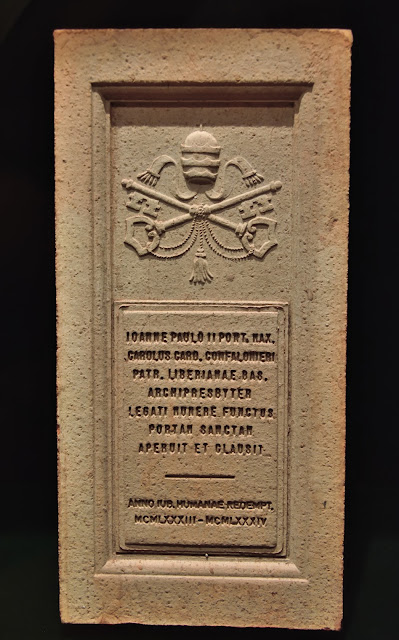 IOANNE PAULO II PONT. MAX.
CAROLUS CARD. CONFALONIERI
PATR. LIBERIANAE BAS.
ARCHIPRESBYTER
LEGATI MUNERE FUNCTUS
PORTAM SANCTAM
APERUIT ET CLAUSIT
ANNO IUB. HUMANAE REDEMPT.
MCMLXXXIII - MCMLXXXIV